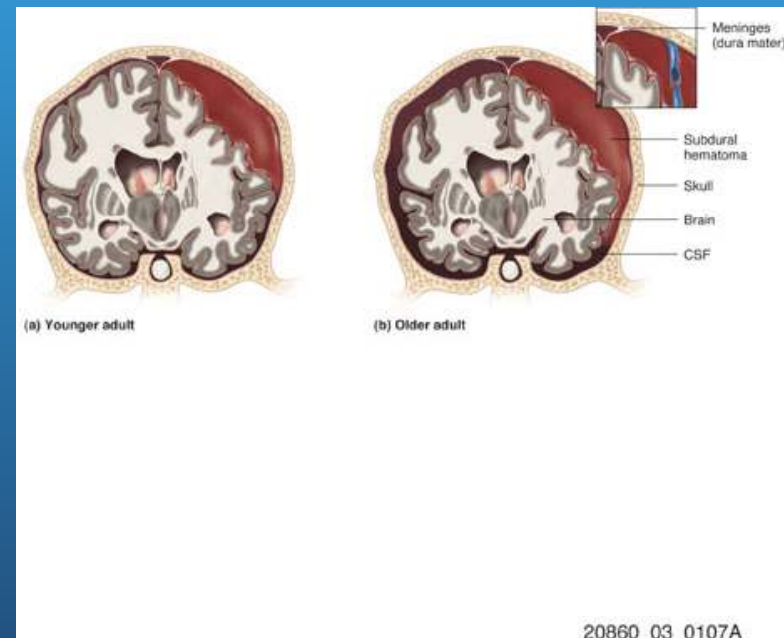 Meninges
(dura mater)
Subdural
hematoma
Skull
Brain
CSF
(a) Younger adult
(b) Older adult
20860_03_0107A